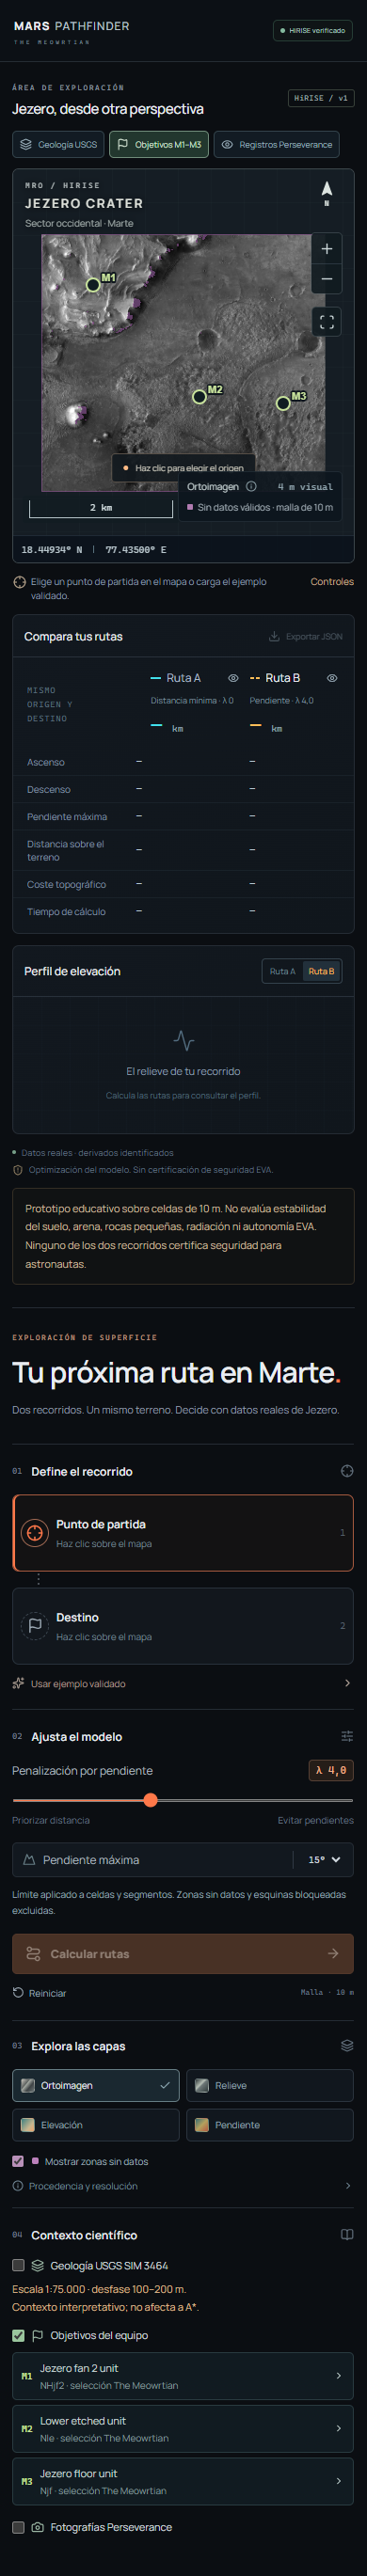 MARS PATHFINDER
THE MEOWRTIAN
HiRISE verificado
ÁREA DE EXPLORACIÓN
Jezero, desde otra perspectiva
HiRISE / v1
Geología USGS
Objetivos M1–M3
Registros Perseverance
MRO / HIRISE
JEZERO CRATER
Sector occidental · Marte
N
M1
M2
M3
Haz clic para elegir el origen
Ortoimagen
4 m visual
Sin datos válidos · malla de 10 m
2 km
18.44934° N | 77.43500° E
Elige un punto de partida en el mapa o carga el ejemplo
validado.
Controles
Compara tus rutas
Exportar JSON
MISMO
ORIGEN Y
DESTINO
Ruta A
Distancia mínima · λ 0
— km
Ruta B
Pendiente · λ 4,0
— km
Ascenso – –
Descenso – –
Pendiente máxima – –
Distancia sobre el
terreno – –
Coste topográfico – –
Tiempo de cálculo – –
Perfil de elevación
Ruta A
Ruta B
El relieve de tu recorrido
Calcula las rutas para consultar el perfil.
Datos reales · derivados identificados
Optimización del modelo. Sin certificación de seguridad EVA.
Prototipo educativo sobre celdas de 10 m. No evalúa estabilidad
del suelo, arena, rocas pequeñas, radiación ni autonomía EVA.
Ninguno de los dos recorridos certifica seguridad para
astronautas.
EXPLORACIÓN DE SUPERFICIE
Tu próxima ruta en Marte.
Dos recorridos. Un mismo terreno. Decide con datos reales de Jezero.
01 Define el recorrido
Punto de partida
Haz clic sobre el mapa
1
Destino
Haz clic sobre el mapa
2
Usar ejemplo validado
02 Ajusta el modelo
Penalización por pendiente
λ 4,0
Priorizar distancia
Evitar pendientes
Pendiente máxima
15°
Límite aplicado a celdas y segmentos. Zonas sin datos y esquinas bloqueadas
excluidas.
Calcular rutas
Reiniciar
Malla · 10 m
03 Explora las capas
Ortoimagen
Relieve
Elevación
Pendiente
Mostrar zonas sin datos
Procedencia y resolución
04 Contexto científico
Geología USGS SIM 3464
Escala 1:75.000 · desfase 100–200 m.
Contexto interpretativo; no afecta a A*.
Objetivos del equipo
M1 Jezero fan 2 unit
NHjf2 · selección The Meowrtian
M2 Lower etched unit
Nle · selección The Meowrtian
M3 Jezero floor unit
Njf · selección The Meowrtian
Fotografías Perseverance